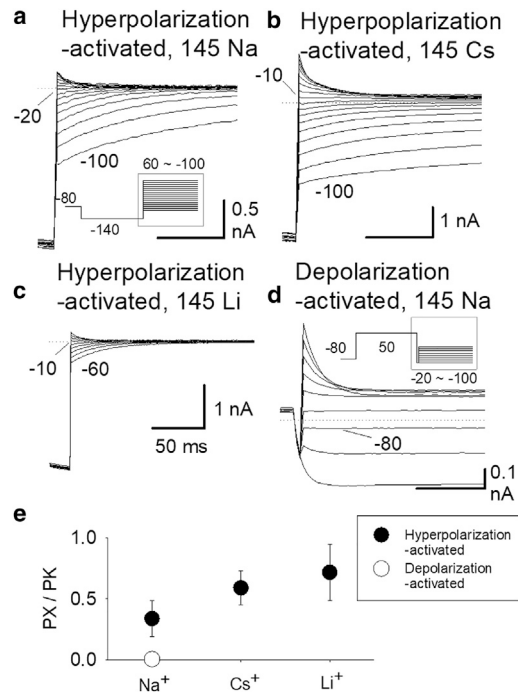 a
Hyperpolarization
-activated, 145 Na
-20
-100
60 ~ -100
-80
-140
0.5
nA
b
Hyperpoplarization
-activated, 145 Cs
-10
-100
1 nA
c
Hyperpolarization
-activated, 145 Li
-10
-60
1 nA
50 ms
d
Depolarization
-activated, 145 Na
-80
50
-20 ~ -100
-80
0.1
nA
e
PX / PK
1.0
0.5
0
Na+
Cs+
Li+
Hyperpolarization
-activated
Depolarization
-activated